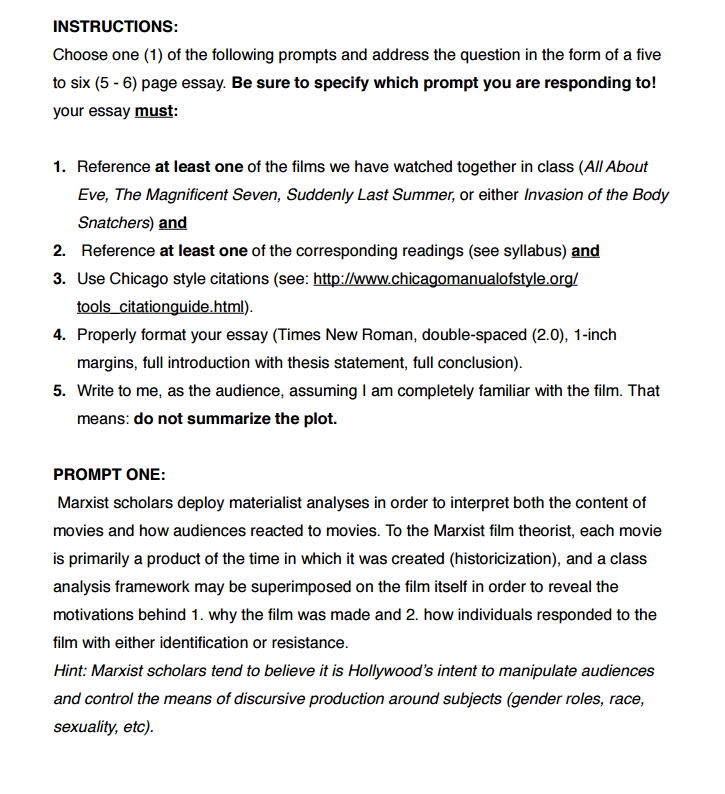 INSTRUCTIONS:
Choose one (1) of the following prompts and address the question in the form of a five
to six (5 - 6) page essay. Be sure to specify which prompt you are responding to!
your essay must:
1. Reference at least one of the films we have watched together in class (All About
Eve, The Magnificent Seven, Suddenly Last Summer, or either Invasion of the Body
Snatchers) and
2. Reference at least one of the corresponding readings (see syllabus) and
3. Use Chicago style citations (see: http://www.chicagomanualofstyle.org/
tools_citationguide.html).
4. Properly format your essay (Times New Roman, double-spaced (2.0), 1-inch
margins, full introduction with thesis statement, full conclusion).
5. Write to me, as the audience, assuming I am completely familiar with the film. That
means: do not summarize the plot.
PROMPT ONE:
Marxist scholars deploy materialist analyses in order to interpret both the content of
movies and how audiences reacted to movies. To the Marxist film theorist, each movie
is primarily a product of the time in which it was created (historicization), and a class
analysis framework may be superimposed on the film itself in order to reveal the
motivations behind 1. why the film was made and 2. how individuals responded to the
film with either identification or resistance.
Hint: Marxist scholars tend to believe it is Hollywood's intent to manipulate audiences
and control the means of discursive production around subjects (gender roles, race,
sexuality, etc).